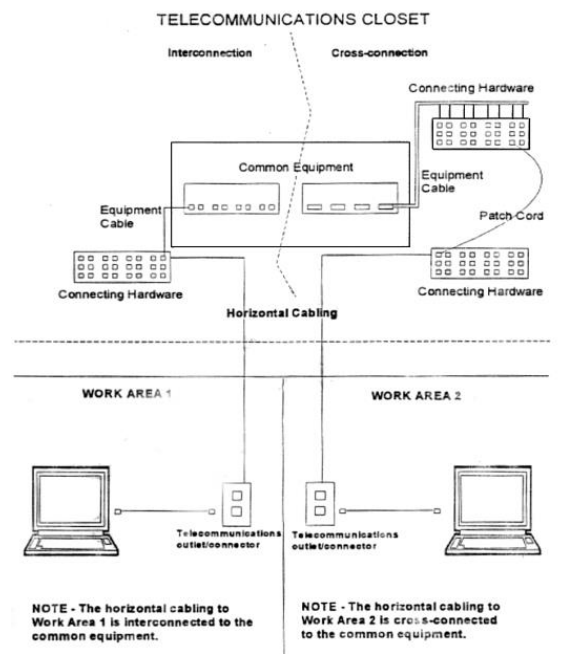 TELECOMMUNICATIONS CLOSET
Interconnection
Cross-connection
Connecting Hardware
Common Equipment
Equipment
Cable
Equipment
Cable
Patch Cord
Connecting Hardware
Connecting Hardware
Horizontal Cabling
WORK AREA 1
WORK AREA 2
Telecommunications
outlet/connector
Telecommunications
outlet/connector
NOTE - The horizontal cabling to
Work Area 1 is interconnected to the
common equipment.
NOTE - The horizontal cabling to
Work Area 2 is cross-connected
to the common equipment.